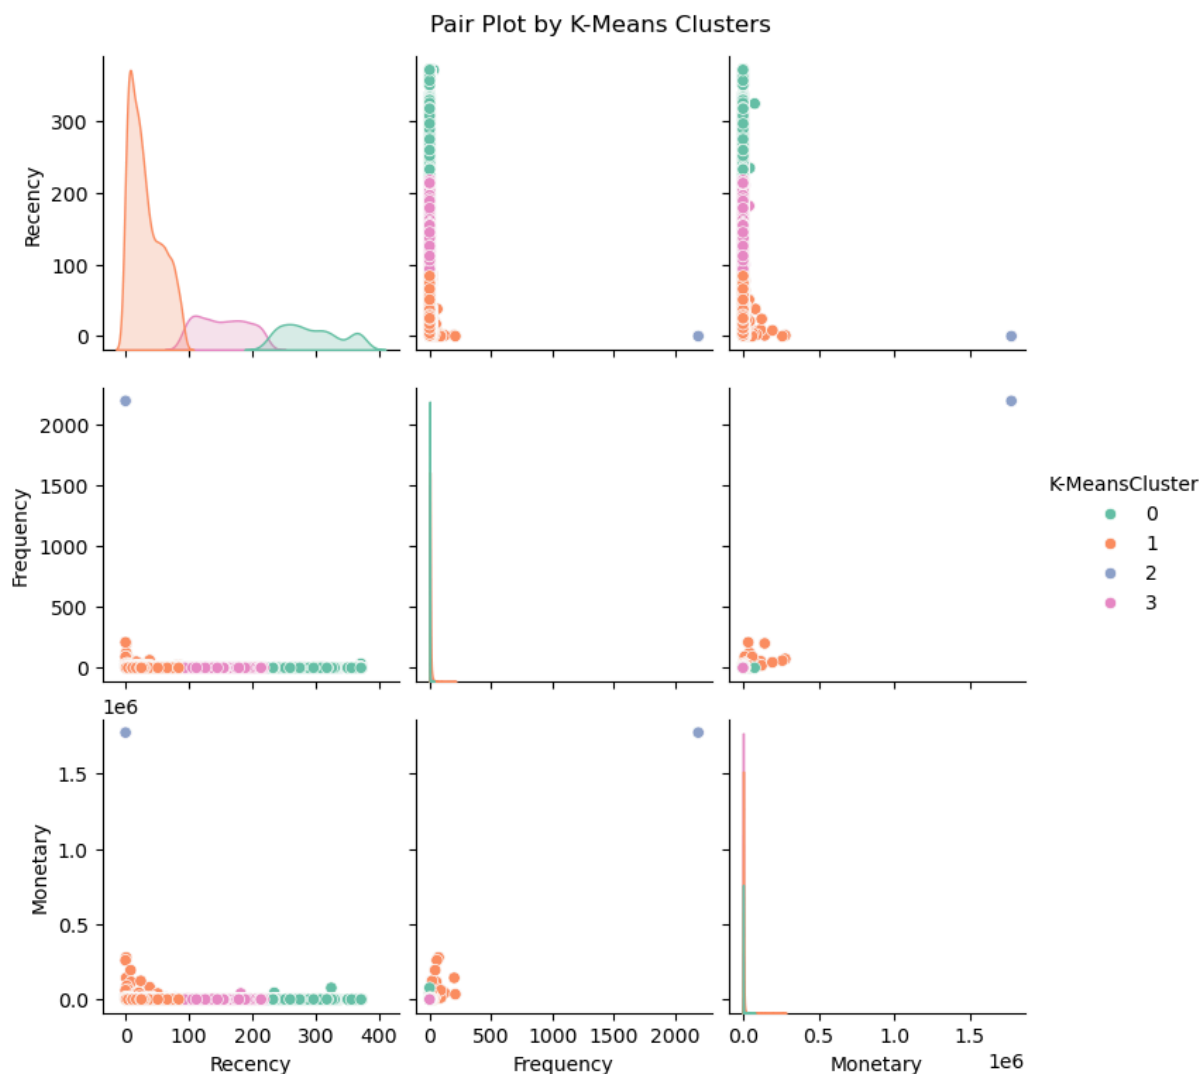 Pair Plot by K-Means Clusters
Recency
300
200
100
0
Frequency
2000
1500
1000
500
0
K-MeansCluster
0
1
2
3
1e6
Monetary
1.5
1.0
0.5
0.0
0 100 200 300 400
Recency
0 500 1000 1500 2000
Frequency
0.0 0.5 1.0 1.5
Monetary
1e6